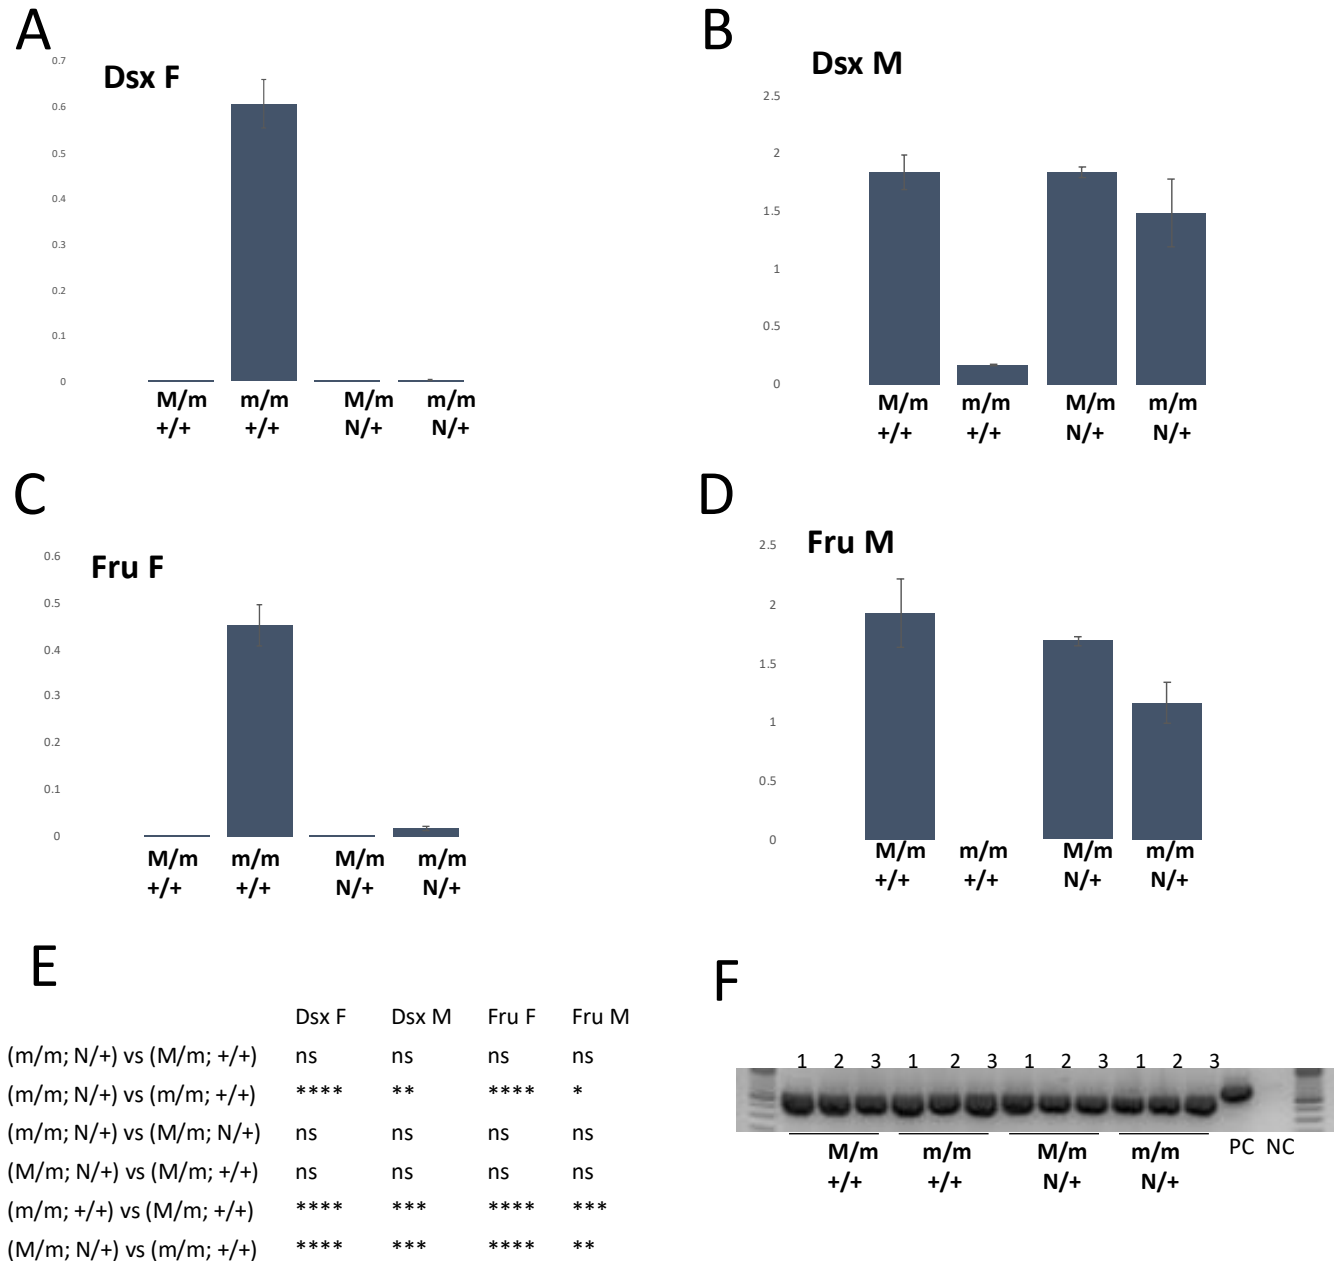 A
Dsx F
0.7
0.6
0.5
0.4
0.3
0.2
0.1
0
M/m m/m M/m m/m
+/+ +/+ N/+ N/+
B
Dsx M
2.5
2
1.5
1
0.5
0
M/m m/m M/m m/m
+/+ +/+ N/+ N/+
C
Fru F
0.6
0.5
0.4
0.3
0.2
0.1
0
M/m m/m M/m m/m
+/+ +/+ N/+ N/+
D
Fru M
2.5
2
1.5
1
0.5
0
M/m m/m M/m m/m
+/+ +/+ N/+ N/+
E
Dsx F Dsx M Fru F Fru M
(m/m; N/+) vs (M/m; +/+) ns ns ns ns
(m/m; N/+) vs (m/m; +/+) **** ** **** *
(m/m; N/+) vs (M/m; N/+) ns ns ns ns
(M/m; N/+) vs (M/m; +/+) ns ns ns ns
(m/m; +/+) vs (M/m; +/+) **** *** **** ***
(M/m; N/+) vs (m/m; +/+) **** *** **** **
F
1 2 3 1 2 3 1 2 3 1 2 3
M/m m/m M/m m/m PC NC
+/+ +/+ N/+ N/+